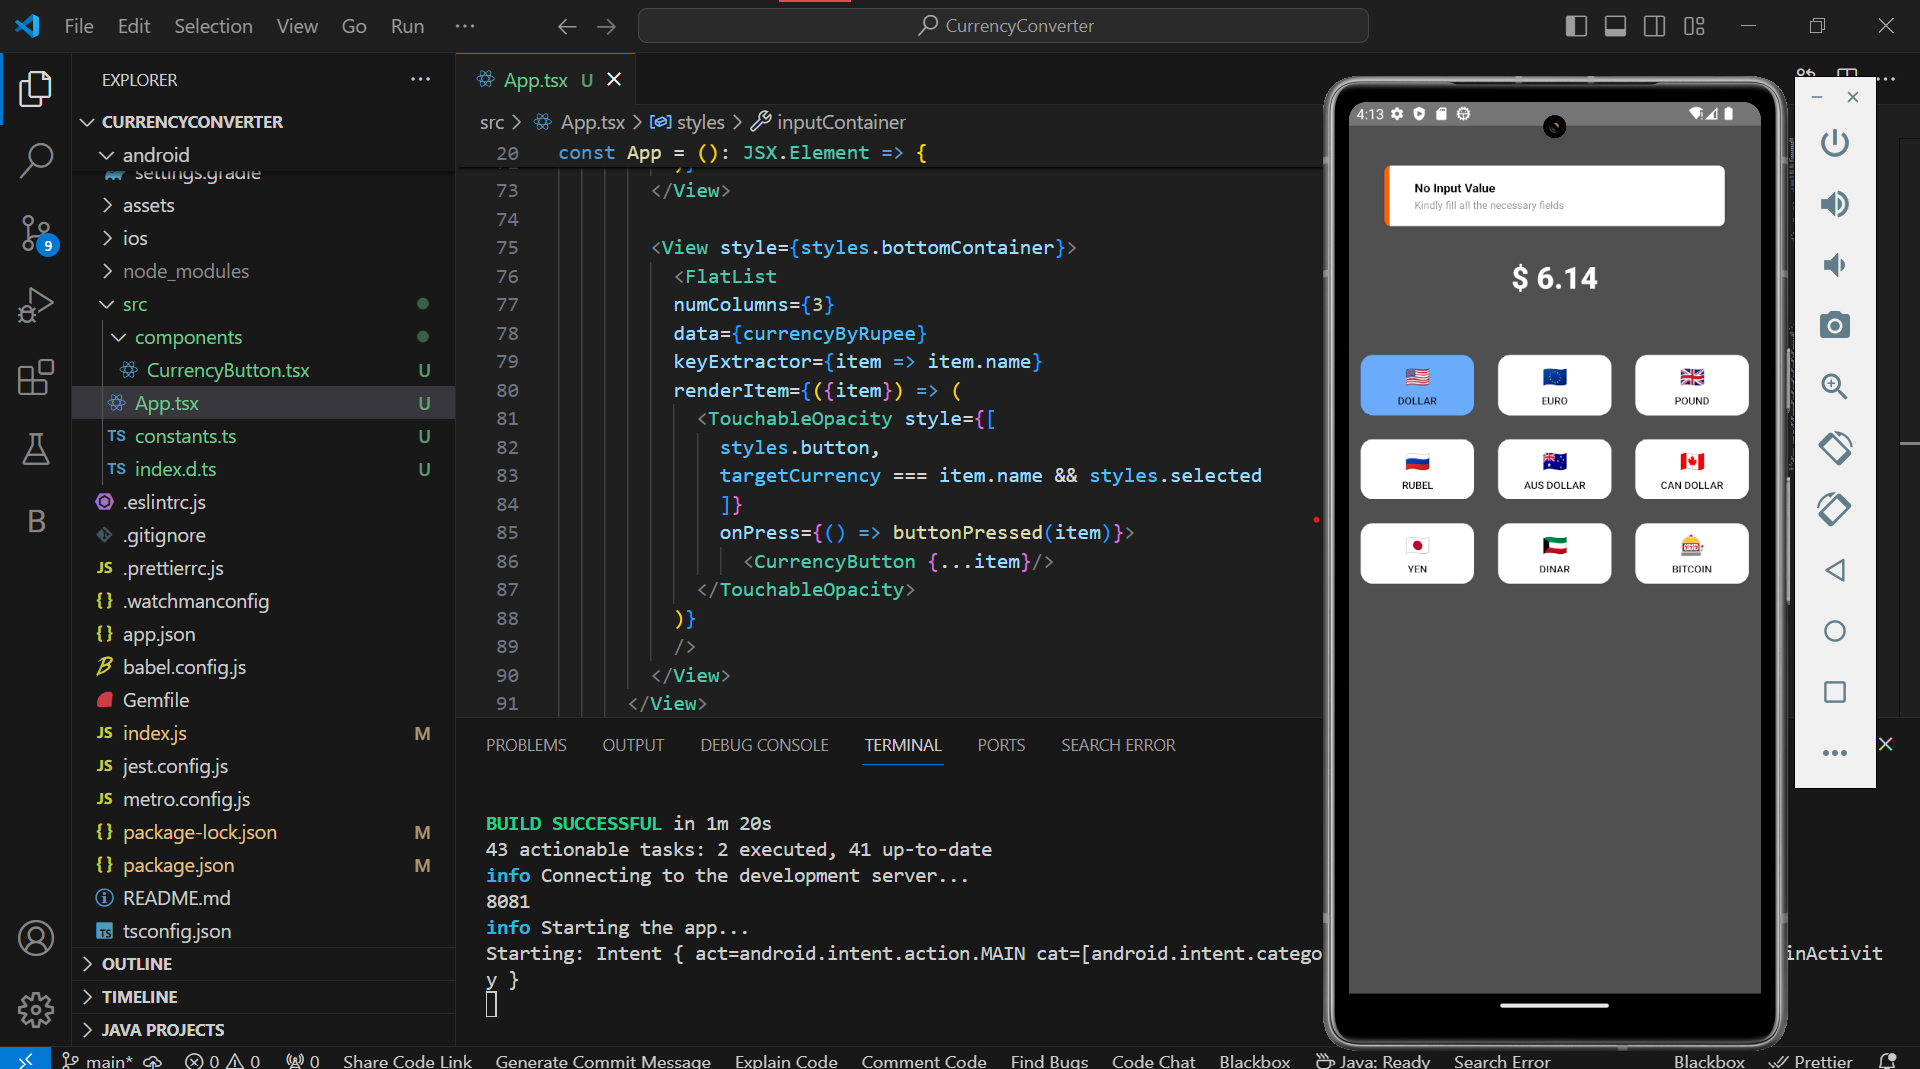 File Edit Selection View Go Run ··· CurrencyConverter
EXPLORER ···
App.tsx U
CURRENCYCONVERTER
src > App.tsx > styles > inputContainer
android
settings.gradle
assets
ios
node_modules
src
components
CurrencyButton.tsx U
App.tsx U
TS constants.ts U
TS index.d.ts U
.eslintrc.js
.gitignore
JS .prettierrc.js
{} .watchmanconfig
{} app.json
babel.config.js
Gemfile
JS index.js M
JS jest.config.js
JS metro.config.js
{} package-lock.json M
{} package.json M
README.md
TS tsconfig.json
OUTLINE
TIMELINE
JAVA PROJECTS
9
B
20 const App = (): JSX.Element => {
73 </View>
74
75 <View style={styles.bottomContainer}>
76 <FlatList
77 numColumns={3}
78 data={currencyByRupee}
79 keyExtractor={item => item.name}
80 renderItem={({item}) => (
81 <TouchableOpacity style={[
82 styles.button,
83 targetCurrency === item.name && styles.selected
84 ]}
85 onPress={() => buttonPressed(item)}>
86 <CurrencyButton {...item}/>
87 </TouchableOpacity>
88 )}
89 />
90 </View>
91 </View>
PROBLEMS OUTPUT DEBUG CONSOLE TERMINAL PORTS SEARCH ERROR
BUILD SUCCESSFUL in 1m 20s
43 actionable tasks: 2 executed, 41 up-to-date
info Connecting to the development server...
8081
info Starting the app...
Starting: Intent { act=android.intent.action.MAIN cat=[android.intent.catego
inActivit
y }
4:13
No Input Value
Kindly fill all the necessary fields
$ 6.14
DOLLAR EURO POUND
RUBEL AUS DOLLAR CAN DOLLAR
YEN DINAR BITCOIN
main* 0 0 0 Share Code Link Generate Commit Message Explain Code Comment Code Find Bugs Code Chat Blackbox Java: Ready Search Error Blackbox Prettier